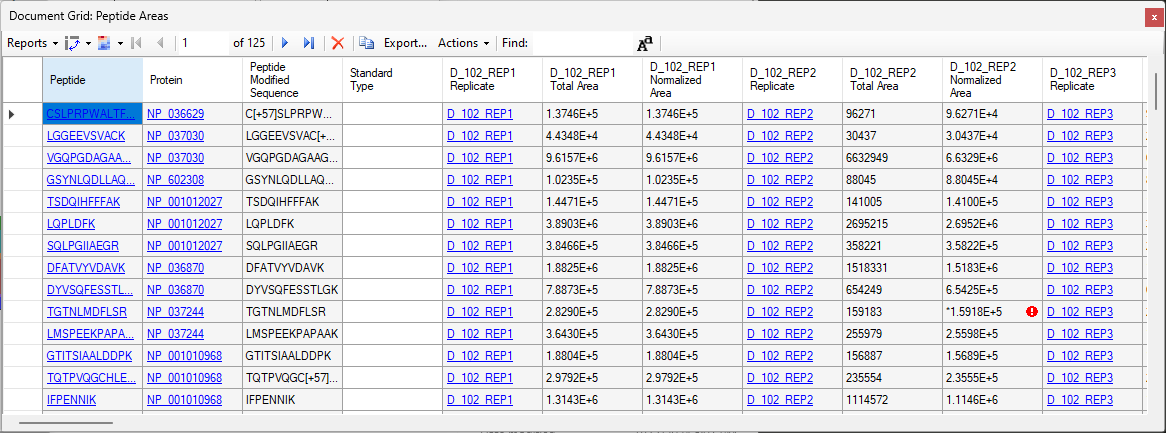 Document Grid: Peptide Areas
Reports 1 of 125 Export... Actions Find:
Peptide Protein Peptide Modified Sequence Standard Type D_102_REP1 Replicate D_102_REP1 Total Area D_102_REP1 Normalized Area D_102_REP2 Replicate D_102_REP2 Total Area D_102_REP2 Normalized Area D_102_REP3 Replicate
CSLPRPWALTF... NP_036629 C[+57]SLPRPW... D_102_REP1 1.3746E+5 1.3746E+5 D_102_REP2 96271 9.6271E+4 D_102_REP3
LGGEEVSVACK NP_037030 LGGEEVSVAC[+... D_102_REP1 4.4348E+4 4.4348E+4 D_102_REP2 30437 3.0437E+4 D_102_REP3
VGQPGDAGAA... NP_037030 VGQPGDAGAAG... D_102_REP1 9.6157E+6 9.6157E+6 D_102_REP2 6632949 6.6329E+6 D_102_REP3
GSYNLQDLLAQ... NP_602308 GSYNLQDLLAQ... D_102_REP1 1.0235E+5 1.0235E+5 D_102_REP2 88045 8.8045E+4 D_102_REP3
TSDQIHFFFAK NP_001012027 TSDQIHFFFAK D_102_REP1 1.4471E+5 1.4471E+5 D_102_REP2 141005 1.4100E+5 D_102_REP3
LQPLDFK NP_001012027 LQPLDFK D_102_REP1 3.8903E+6 3.8903E+6 D_102_REP2 2695215 2.6952E+6 D_102_REP3
SQLPGIIAEGR NP_001012027 SQLPGIIAEGR D_102_REP1 3.8466E+5 3.8466E+5 D_102_REP2 358221 3.5822E+5 D_102_REP3
DFATVYVDAVK NP_036870 DFATVYVDAVK D_102_REP1 1.8825E+6 1.8825E+6 D_102_REP2 1518331 1.5183E+6 D_102_REP3
DYVSQFESSTL... NP_036870 DYVSQFESSTLGK D_102_REP1 7.8873E+5 7.8873E+5 D_102_REP2 654249 6.5425E+5 D_102_REP3
TGTNLMDFLSR NP_037244 TGTNLMDFLSR D_102_REP1 2.8290E+5 2.8290E+5 D_102_REP2 159183 *1.5918E+5 D_102_REP3
LMSPEEKPAPA... NP_037244 LMSPEEKPAPAAK D_102_REP1 3.6430E+5 3.6430E+5 D_102_REP2 255979 2.5598E+5 D_102_REP3
GTITSIAALDDPK NP_001010968 GTITSIAALDDPK D_102_REP1 1.8804E+5 1.8804E+5 D_102_REP2 156887 1.5689E+5 D_102_REP3
TQTPVQGCHLE... NP_001010968 TQTPVQGC[+57]... D_102_REP1 2.9792E+5 2.9792E+5 D_102_REP2 235554 2.3555E+5 D_102_REP3
IFPENNIK NP_001010968 IFPENNIK D_102_REP1 1.3143E+6 1.3143E+6 D_102_REP2 1114572 1.1146E+6 D_102_REP3